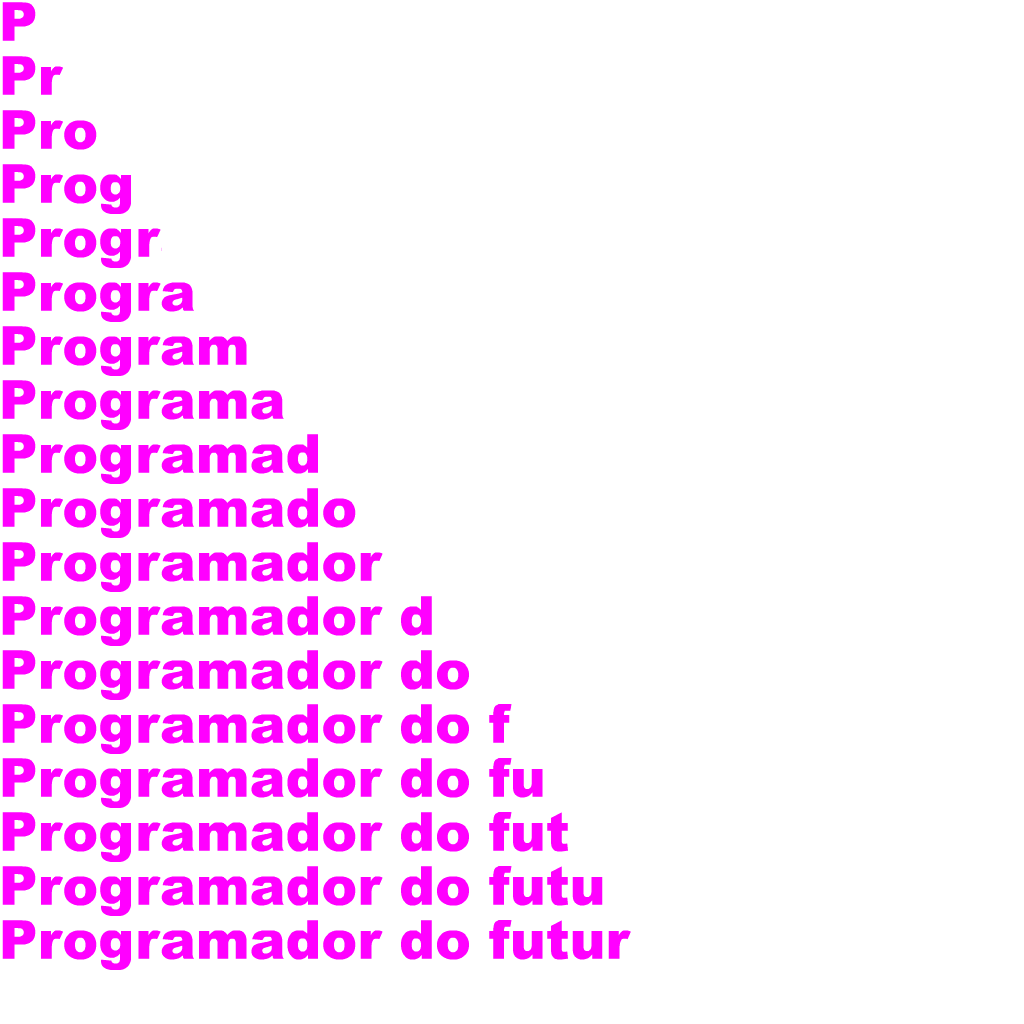 P
Pr
Pro
Prog
Progr
Progra
Program
Programa
Programad
Programado
Programador
Programador d
Programador do
Programador do f
Programador do fu
Programador do fut
Programador do futu
Programador do futur